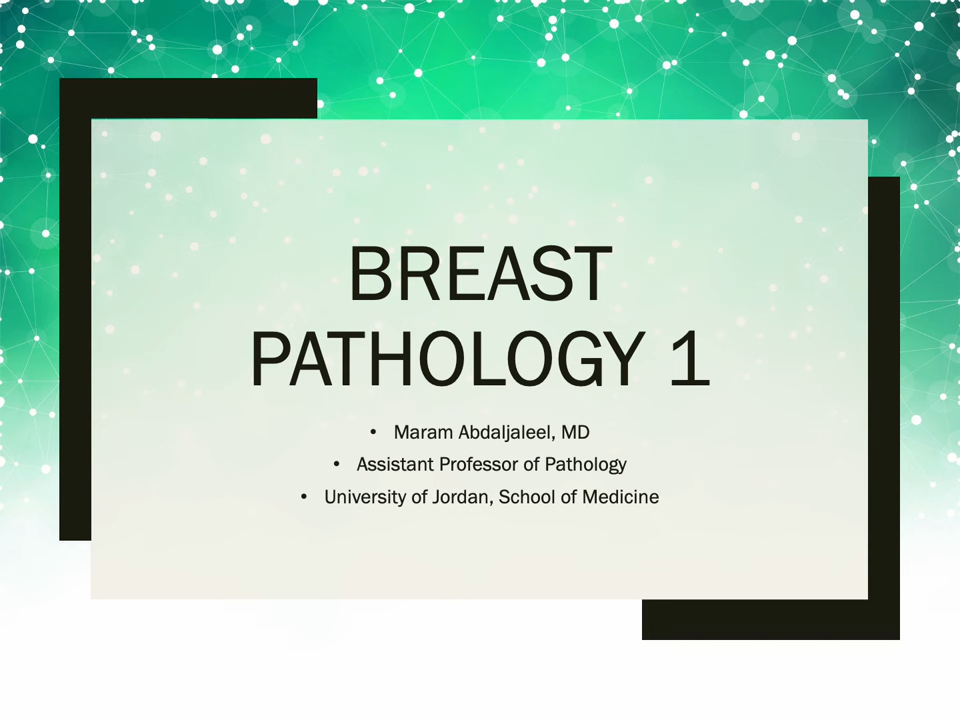 BREAST
PATHOLOGY 1
• Maram Abdaljaleel, MD
• Assistant Professor of Pathology
• University of Jordan, School of Medicine